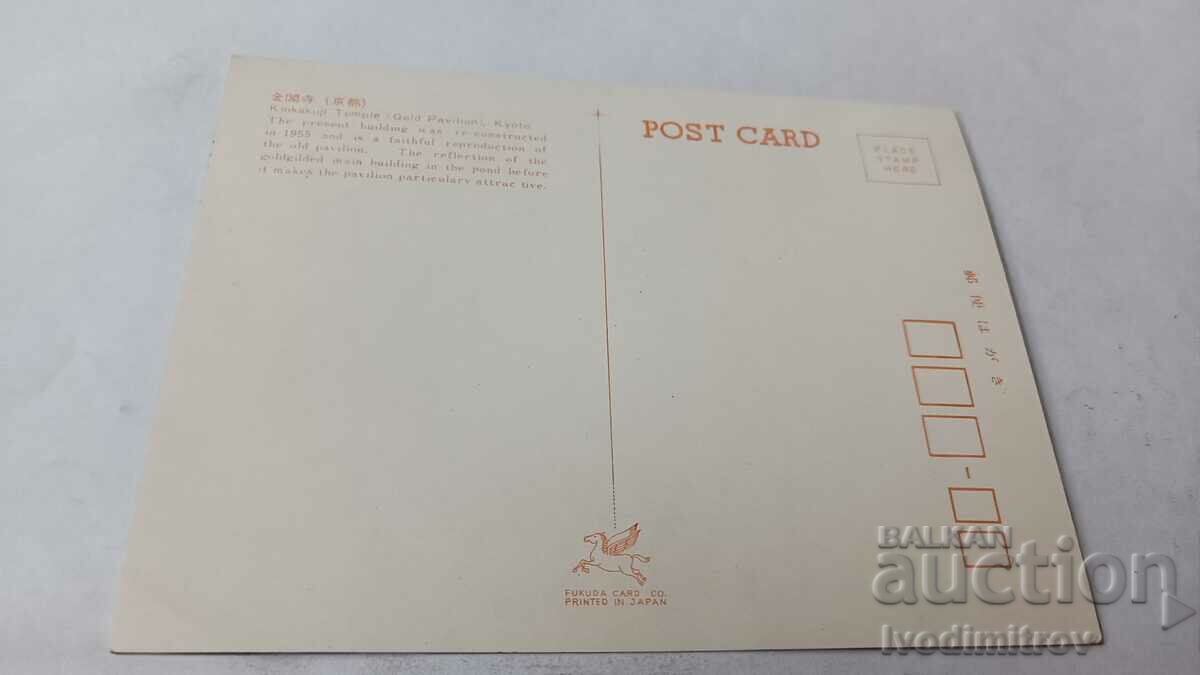 金閣寺 (京都)
Kinkakuji Temple (Gold Pavilion), Kyoto
The present building was re-constructed
in 1955 and is a faithful reproduction of
the old pavilion. The reflection of the
goldgilded main building in the pond before
it makes the pavilion particulary attrac tive.
POST CARD
PLACE
STAMP
HERE
郵便はがき
FUKUDA CARD CO.
PRINTED IN JAPAN
BALKAN
auction
Ivodimitrov